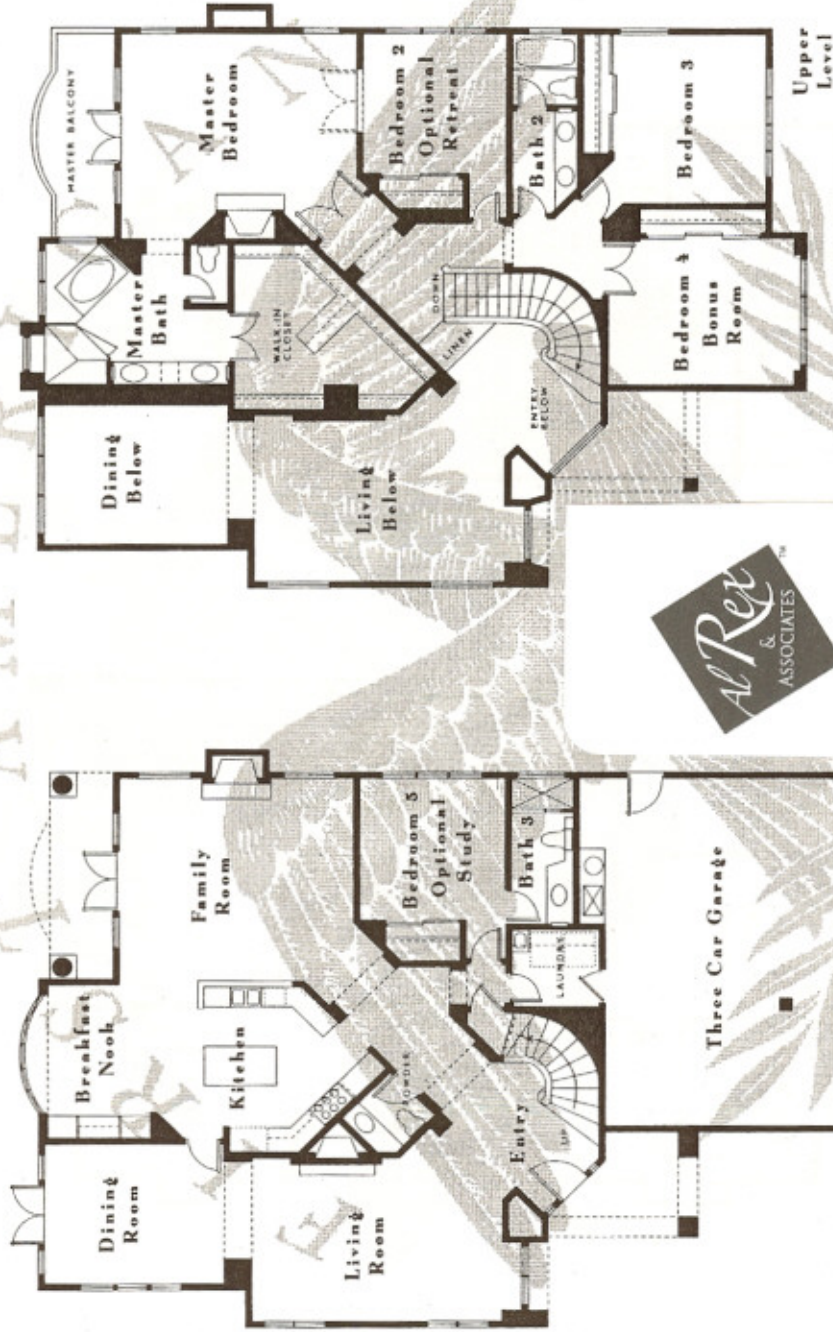 Dining
Room
Breakfast
Nook
Kitchen
Family
Room
Living
Room
POWDER
Bedroom 5
Optional
Study
Bath 3
LAUNDRY
Entry
UP
Three Car Garage
Dining
Below
Master
Bath
MASTER BALCONY
Master
Bedroom
WALK-IN
CLOSET
Living
Below
LINEN
DOWN
ENTRY
BELOW
Bedroom 2
Optional
Retreat
Bath 2
Bedroom 3
Bedroom 4
Bonus
Room
Upper
Level
Al Rex
&
ASSOCIATES
TM